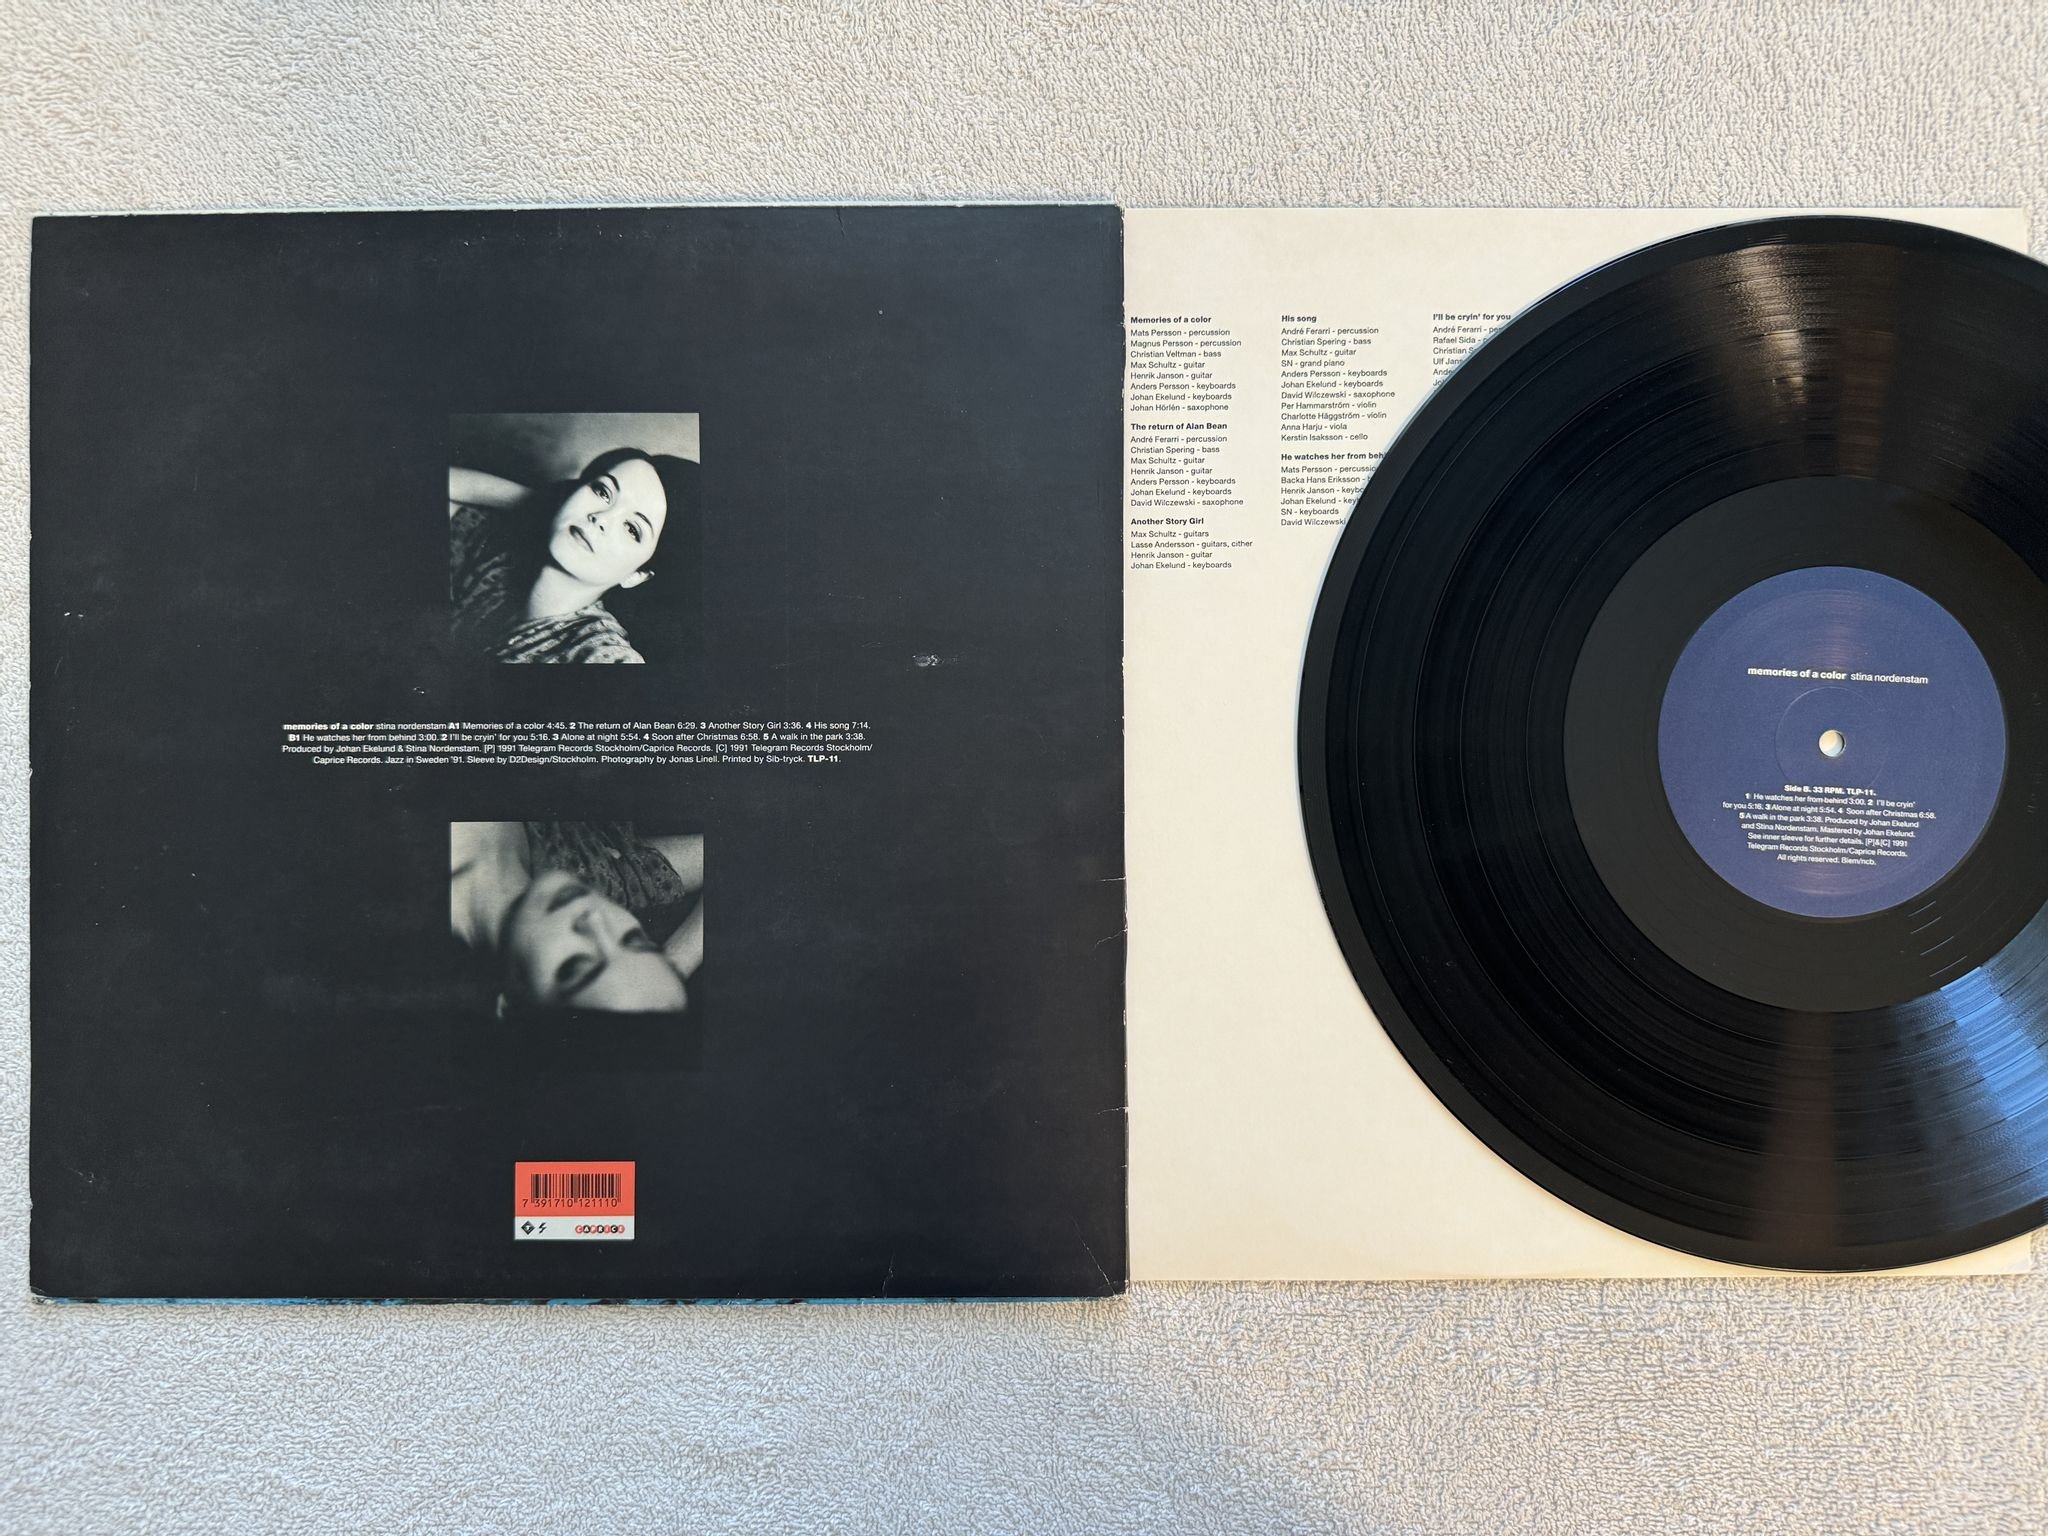 memories of a color stina nordenstam A1 Memories of a color 4:45. 2 The return of Alan Bean 6:29. 3 Another Story Girl 3:36. 4 His song 7:14.
B1 He watches her from behind 3:00. 2 I'll be cryin' for you 5:16. 3 Alone at night 5:54. 4 Soon after Christmas 6:58. 5 A walk in the park 3:38.
Produced by Johan Ekelund & Stina Nordenstam. [P] 1991 Telegram Records Stockholm/Caprice Records. [C] 1991 Telegram Records Stockholm/
Caprice Records. Jazz in Sweden '91. Sleeve by D2Design/Stockholm. Photography by Jonas Linell. Printed by Sib-tryck. TLP-11.
7 391710 121110
CAPRICE
Memories of a color
Mats Persson - percussion
Magnus Persson - percussion
Christian Veltman - bass
Max Schultz - guitar
Henrik Janson - guitar
Anders Persson - keyboards
Johan Ekelund - keyboards
Johan Hörlén - saxophone
The return of Alan Bean
André Ferarri - percussion
Christian Spering - bass
Max Schultz - guitar
Henrik Janson - guitar
Anders Persson - keyboards
Johan Ekelund - keyboards
David Wilczewski - saxophone
Another Story Girl
Max Schultz - guitars
Lasse Andersson - guitars, cither
Henrik Janson - guitar
Johan Ekelund - keyboards
His song
André Ferarri - percussion
Christian Spering - bass
Max Schultz - guitar
SN - grand piano
Anders Persson - keyboards
Johan Ekelund - keyboards
David Wilczewski - saxophone
Per Hammarström - violin
Charlotte Häggström - violin
Anna Harju - viola
Kerstin Isaksson - cello
He watches her from
Mats Persson -
Backa Hans Eriksson -
Henrik Janson -
Johan Ekelund -
SN - keyboards
David Wilczewski
I'll be cryin' for you
André Ferarri -
Rafael Sida -
Christian
Ulf
memories of a color stina nordenstam
Side B. 33 RPM. TLP-11.
1 He watches her from behind 3:00. 2 I'll be cryin'
for you 5:16. 3 Alone at night 5:54. 4 Soon after Christmas 6:58.
5 A walk in the park 3:38. Produced by Johan Ekelund
and Stina Nordenstam. Mastered by Johan Ekelund.
See inner sleeve for further details. [P]&[C] 1991
Telegram Records Stockholm/Caprice Records.
All rights reserved. Biem/ncb.